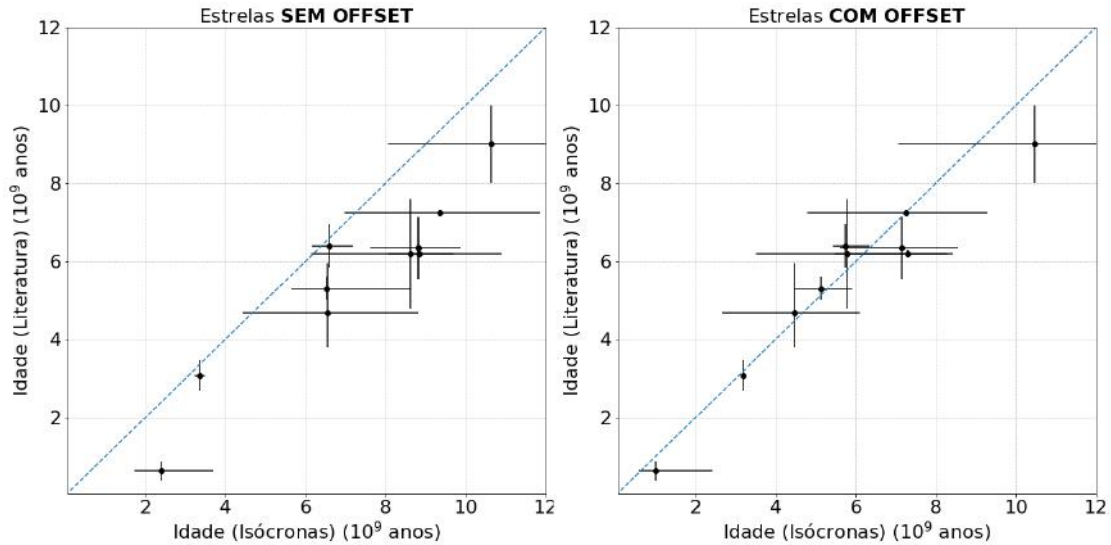 Estrelas SEM OFFSET
12
10
8
6
4
2
2 4 6 8 10 12
Idade (Literatura) (10⁹ anos)
Idade (Isócronas) (10⁹ anos)
Estrelas COM OFFSET
12
10
8
6
4
2
2 4 6 8 10 12
Idade (Literatura) (10⁹ anos)
Idade (Isócronas) (10⁹ anos)